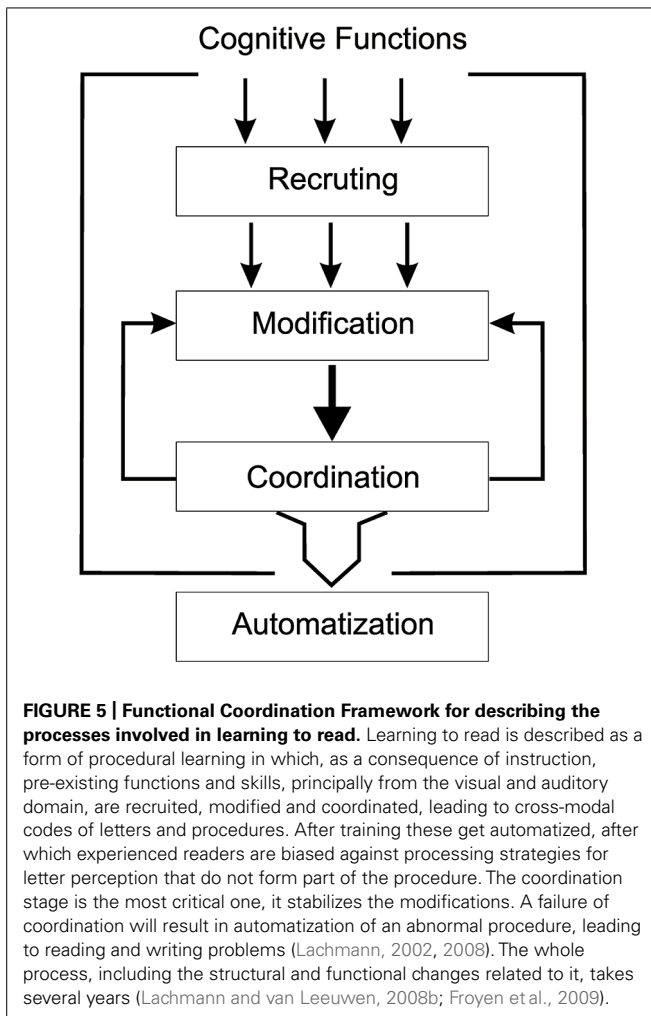 Cognitive Functions
Recruting
Modification
Coordination
Automatization
FIGURE 5 | Functional Coordination Framework for describing the
processes involved in learning to read. Learning to read is described as a
form of procedural learning in which, as a consequence of instruction,
pre-existing functions and skills, principally from the visual and auditory
domain, are recruited, modified and coordinated, leading to cross-modal
codes of letters and procedures. After training these get automatized, after
which experienced readers are biased against processing strategies for
letter perception that do not form part of the procedure. The coordination
stage is the most critical one, it stabilizes the modifications. A failure of
coordination will result in automatization of an abnormal procedure, leading
to reading and writing problems (Lachmann, 2002, 2008). The whole
process, including the structural and functional changes related to it, takes
several years (Lachmann and van Leeuwen, 2008b; Froyen et al., 2009).